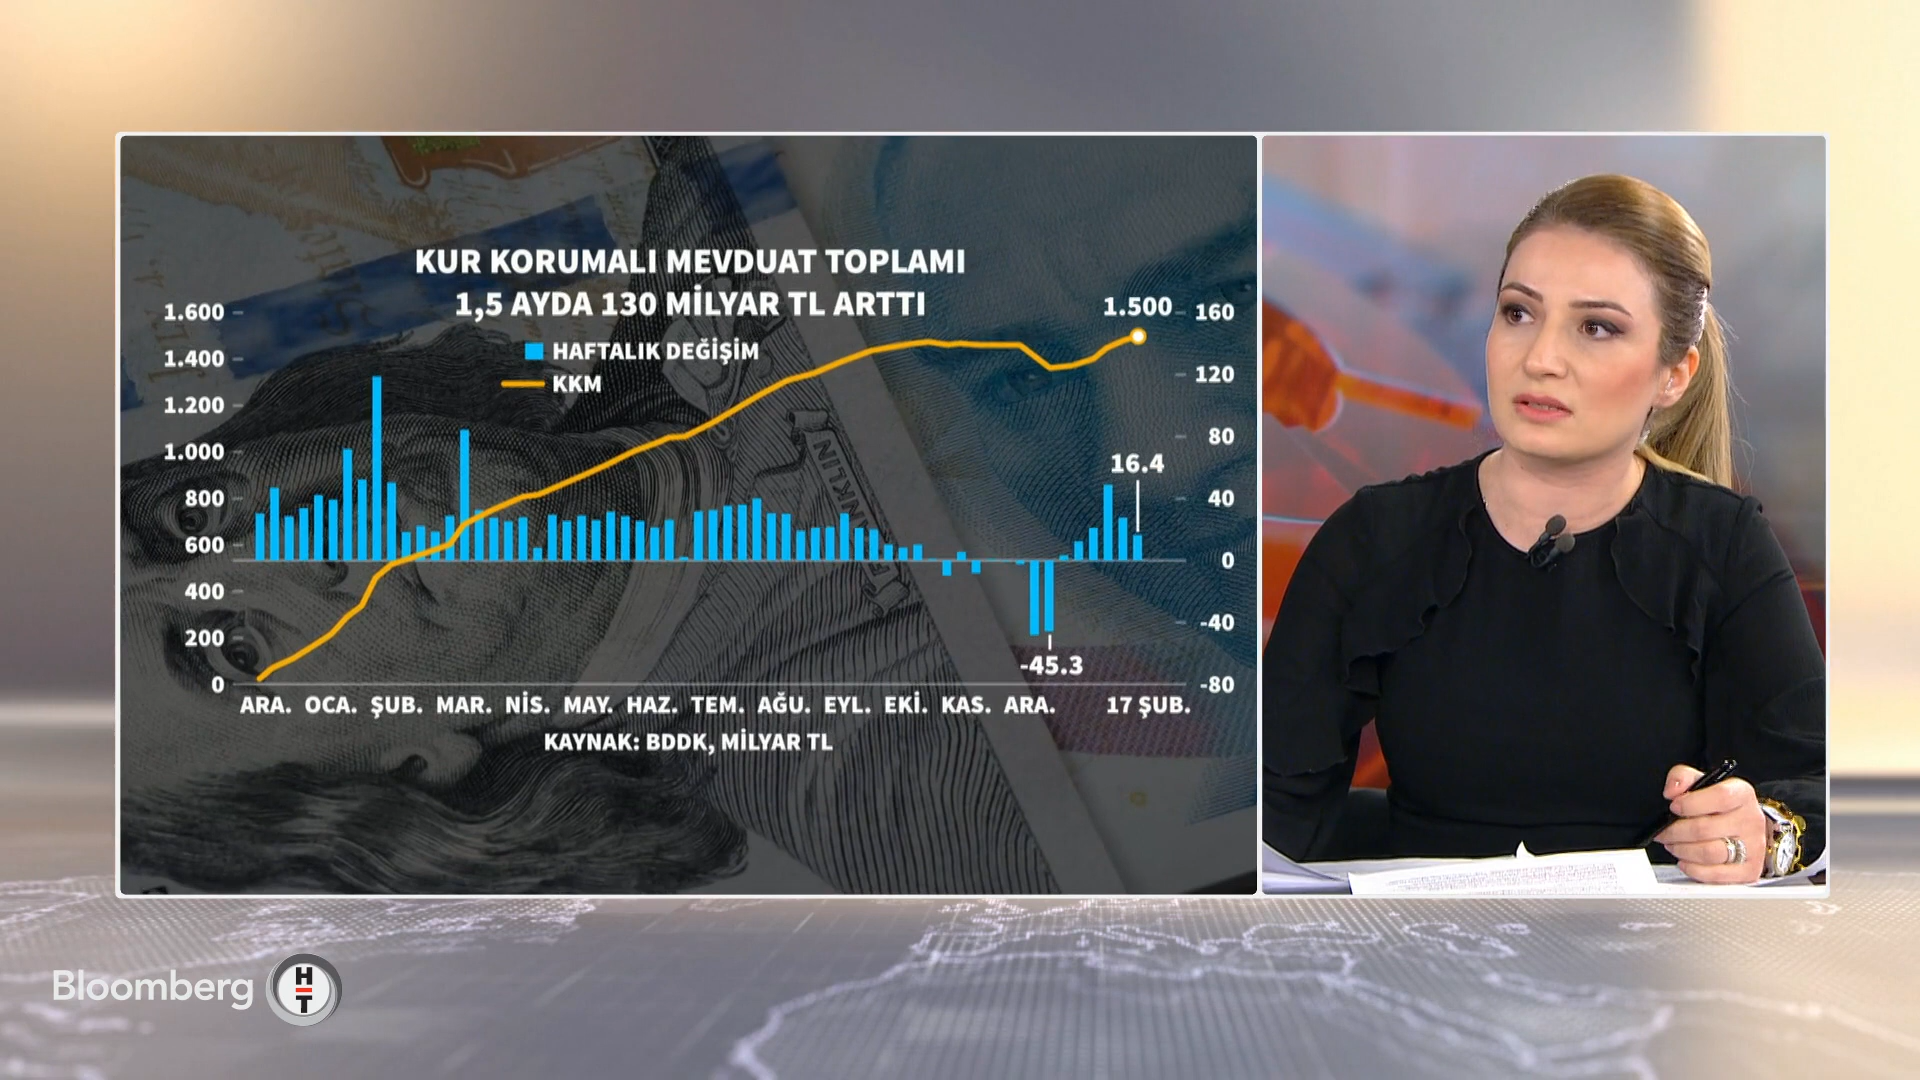 KUR KORUMALI MEVDUAT TOPLAMI
1,5 AYDA 130 MİLYAR TL ARTTI
HAFTALIK DEĞİŞİM
KKM
1.600
1.400
1.200
1.000
800
600
400
200
0
1.500
160
120
80
40
0
-40
-80
16.4
-45.3
ARA. OCA. ŞUB. MAR. NİS. MAY. HAZ. TEM. AĞU. EYL. EKİ. KAS. ARA. 17 ŞUB.
KAYNAK: BDDK, MİLYAR TL
FRANKLIN
Bloomberg HT